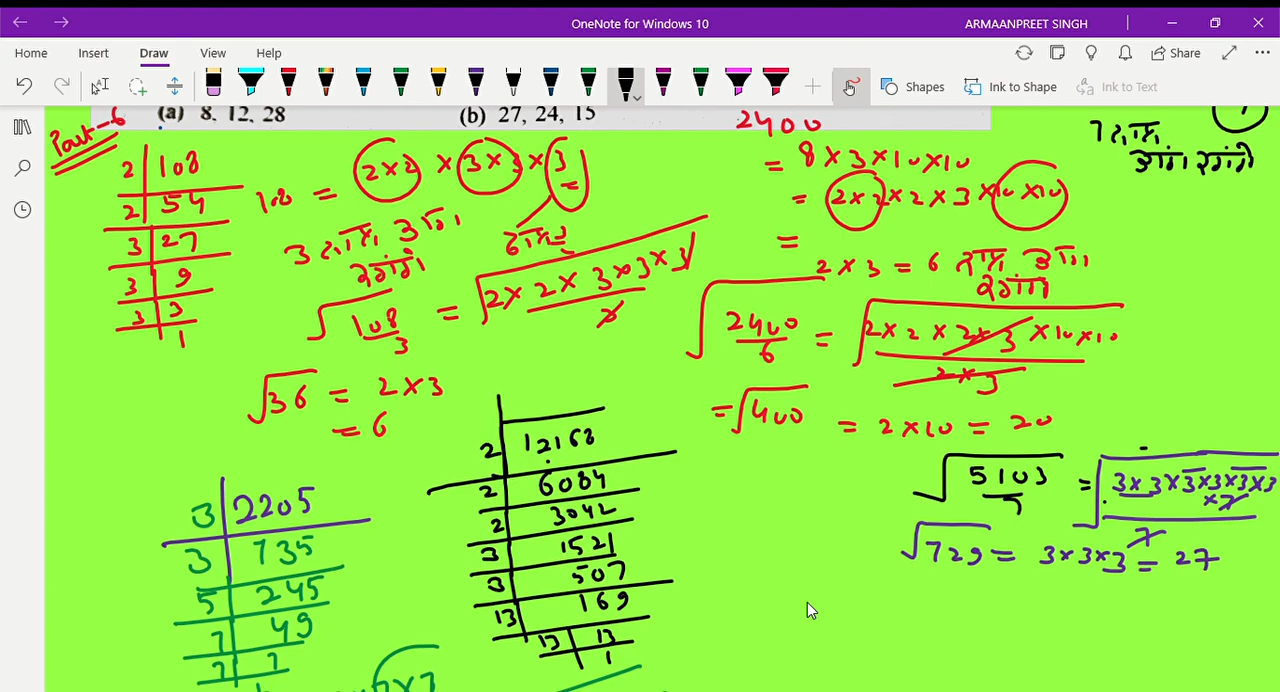 OneNote for Windows 10
ARMAANPREET SINGH
Home Insert Draw View Help
Share
Shapes
Ink to Shape
Ink to Text
(a) 8, 12, 28 (b) 27, 24, 15
Part-6
2 | 108
2 | 54
3 | 27
3 | 9
3 | 3
1
108 = 2×2 × 3×3 × 3
√108/3 = √2× 2× 3×3×3/3
√36 = 2×3
= 6
2400
= 8×3×10×10
= 2×2×2×3×10×10
=
2×3 = 6
√2400/6 = √2×2×2×3×10×10/2×3
= √400 = 2×10 = 20
7
2 | 12168
2 | 6084
2 | 3042
3 | 1521
3 | 507
13 | 169
13 | 13
1
√5103/7 = √3×3×3×3×3×3×7/7
√729 = 3×3×3 = 27
3 | 2205
3 | 735
5 | 245
7 | 49
7 | 7